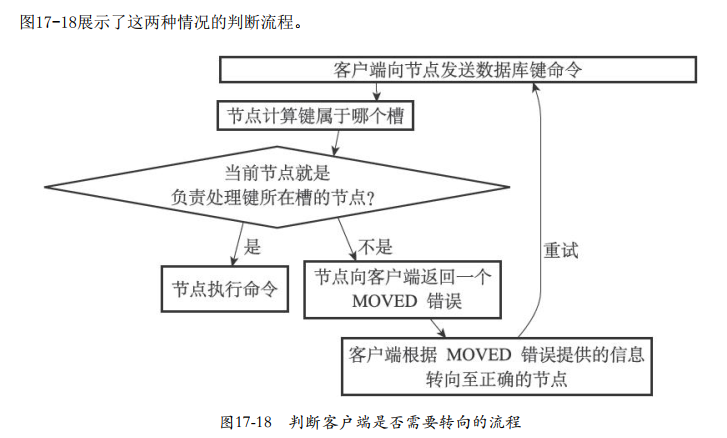 图17-18展示了这两种情况的判断流程。
客户端向节点发送数据库键命令
节点计算键属于哪个槽
当前节点就是
负责处理键所在槽的节点?
是
不是
重试
节点执行命令
节点向客户端返回一个
MOVED 错误
客户端根据 MOVED 错误提供的信息
转向至正确的节点
图17-18 判断客户端是否需要转向的流程